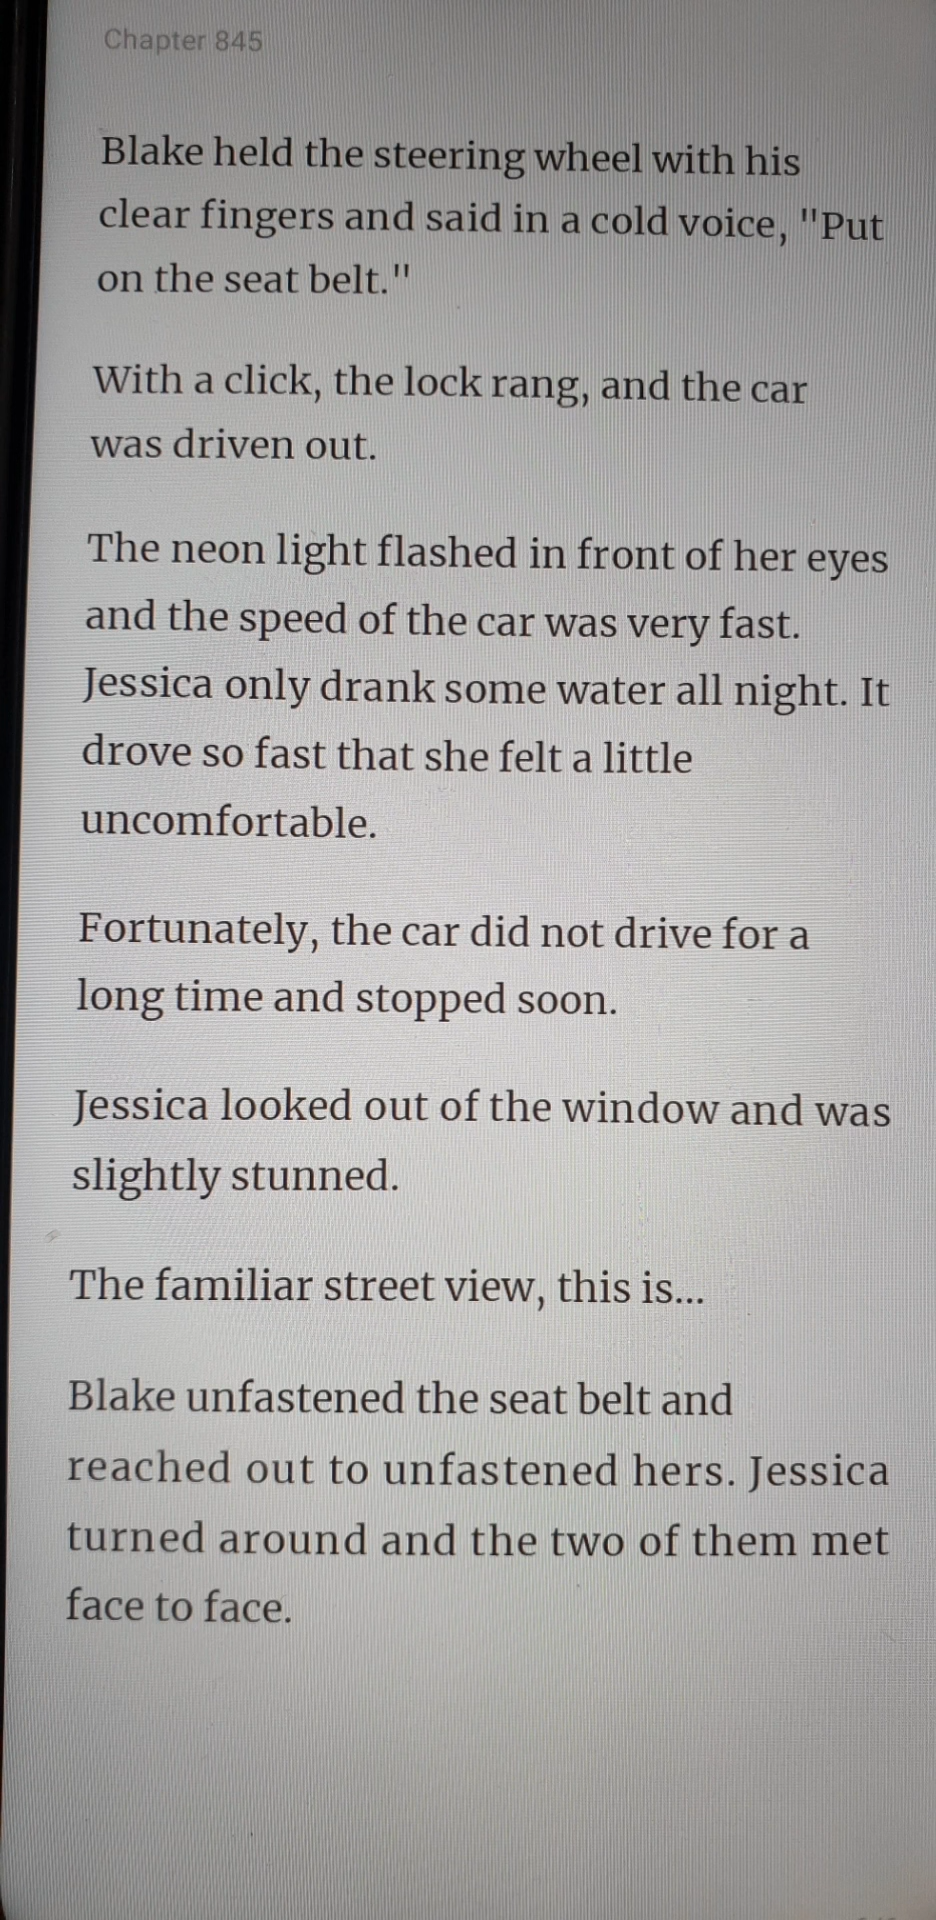 Chapter 845
Blake held the steering wheel with his
clear fingers and said in a cold voice, "Put
on the seat belt."
With a click, the lock rang, and the car
was driven out.
The neon light flashed in front of her eyes
and the speed of the car was very fast.
Jessica only drank some water all night. It
drove so fast that she felt a little
uncomfortable.
Fortunately, the car did not drive for a
long time and stopped soon.
Jessica looked out of the window and was
slightly stunned.
The familiar street view, this is...
Blake unfastened the seat belt and
reached out to unfastened hers. Jessica
turned around and the two of them met
face to face.